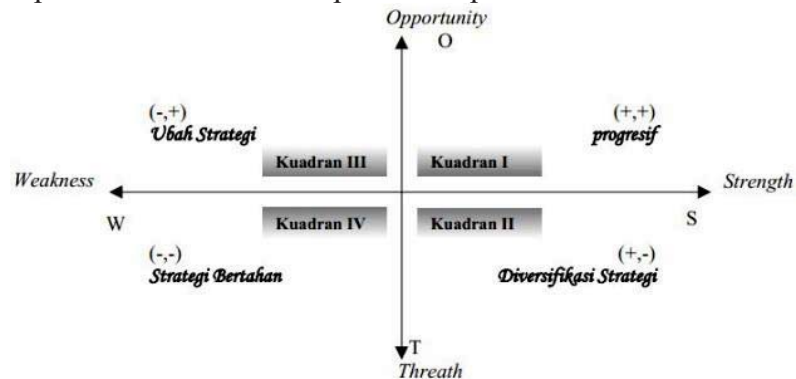 Opportunity
O
(-,+)
Ubah Strategi
(+,+)
progresif
Kuadran III
Kuadran I
Weakness
Strength
W
Kuadran IV
Kuadran II
S
(-,-)
Strategi Bertahan
(+,-)
Diversifikasi Strategi
T
Threath